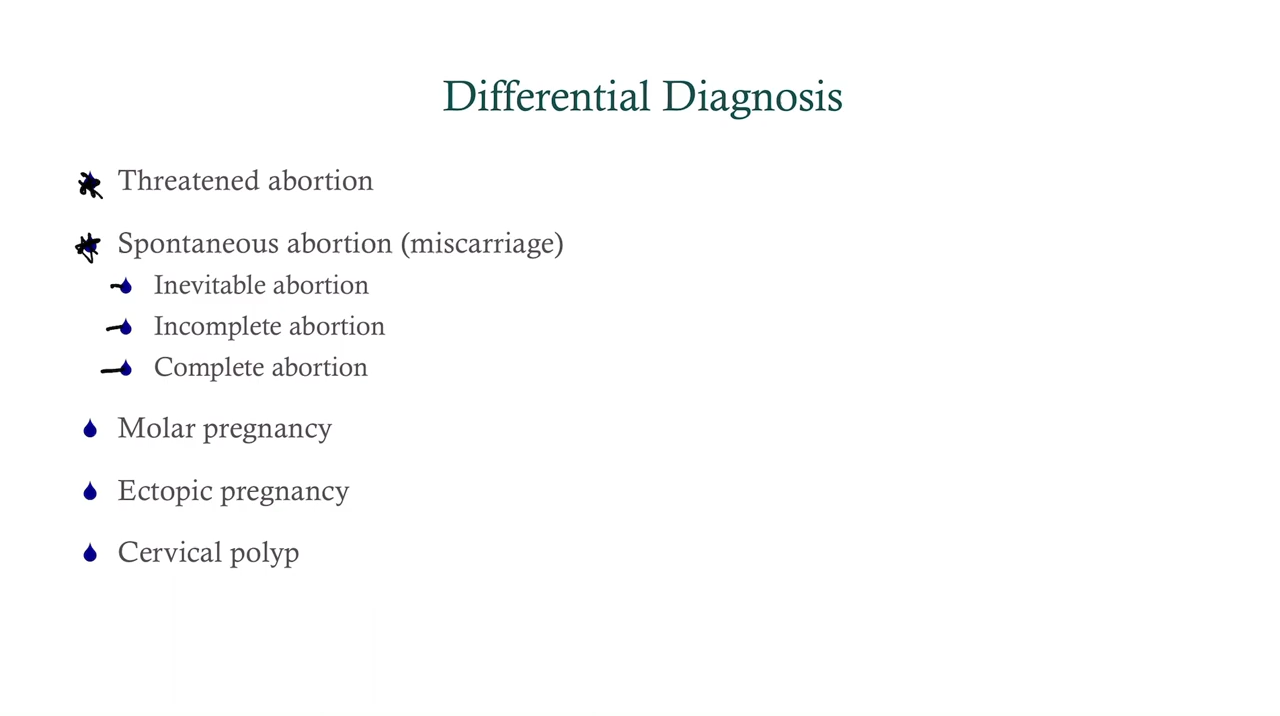 Differential Diagnosis
Threatened abortion
Spontaneous abortion (miscarriage)
Inevitable abortion
Incomplete abortion
Complete abortion
Molar pregnancy
Ectopic pregnancy
Cervical polyp